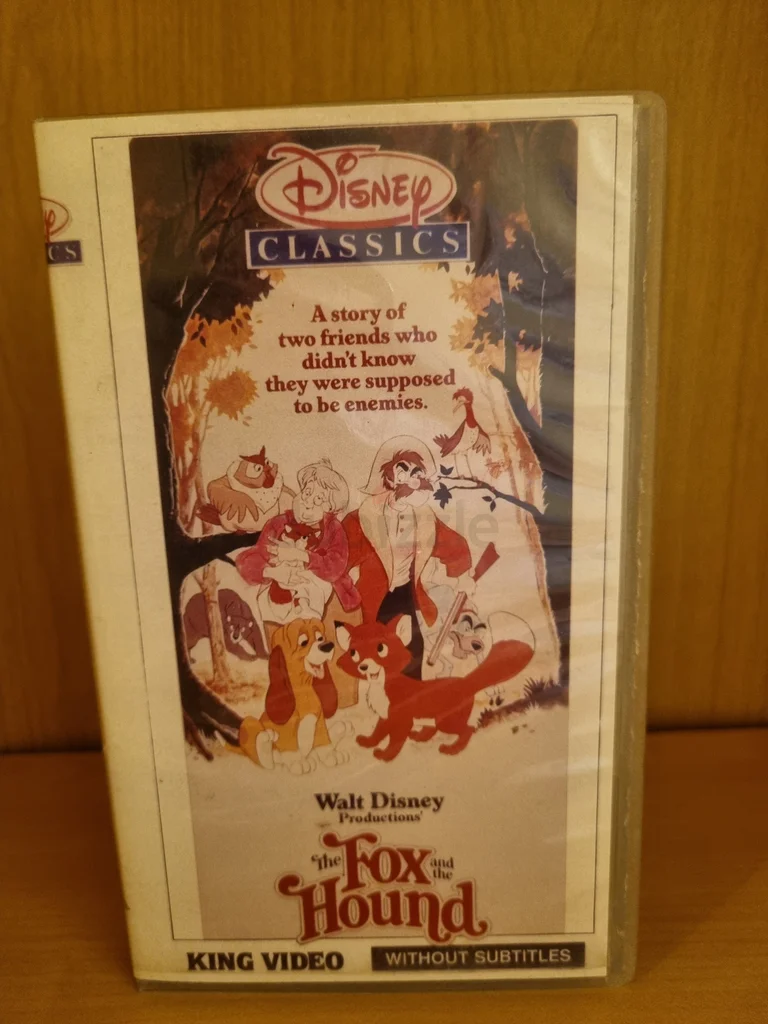 Disney
CLASSICS
CS
A story of
two friends who
didn't know
they were supposed
to be enemies.
Walt Disney
Productions'
The Fox and the
Hound
KING VIDEO
WITHOUT SUBTITLES